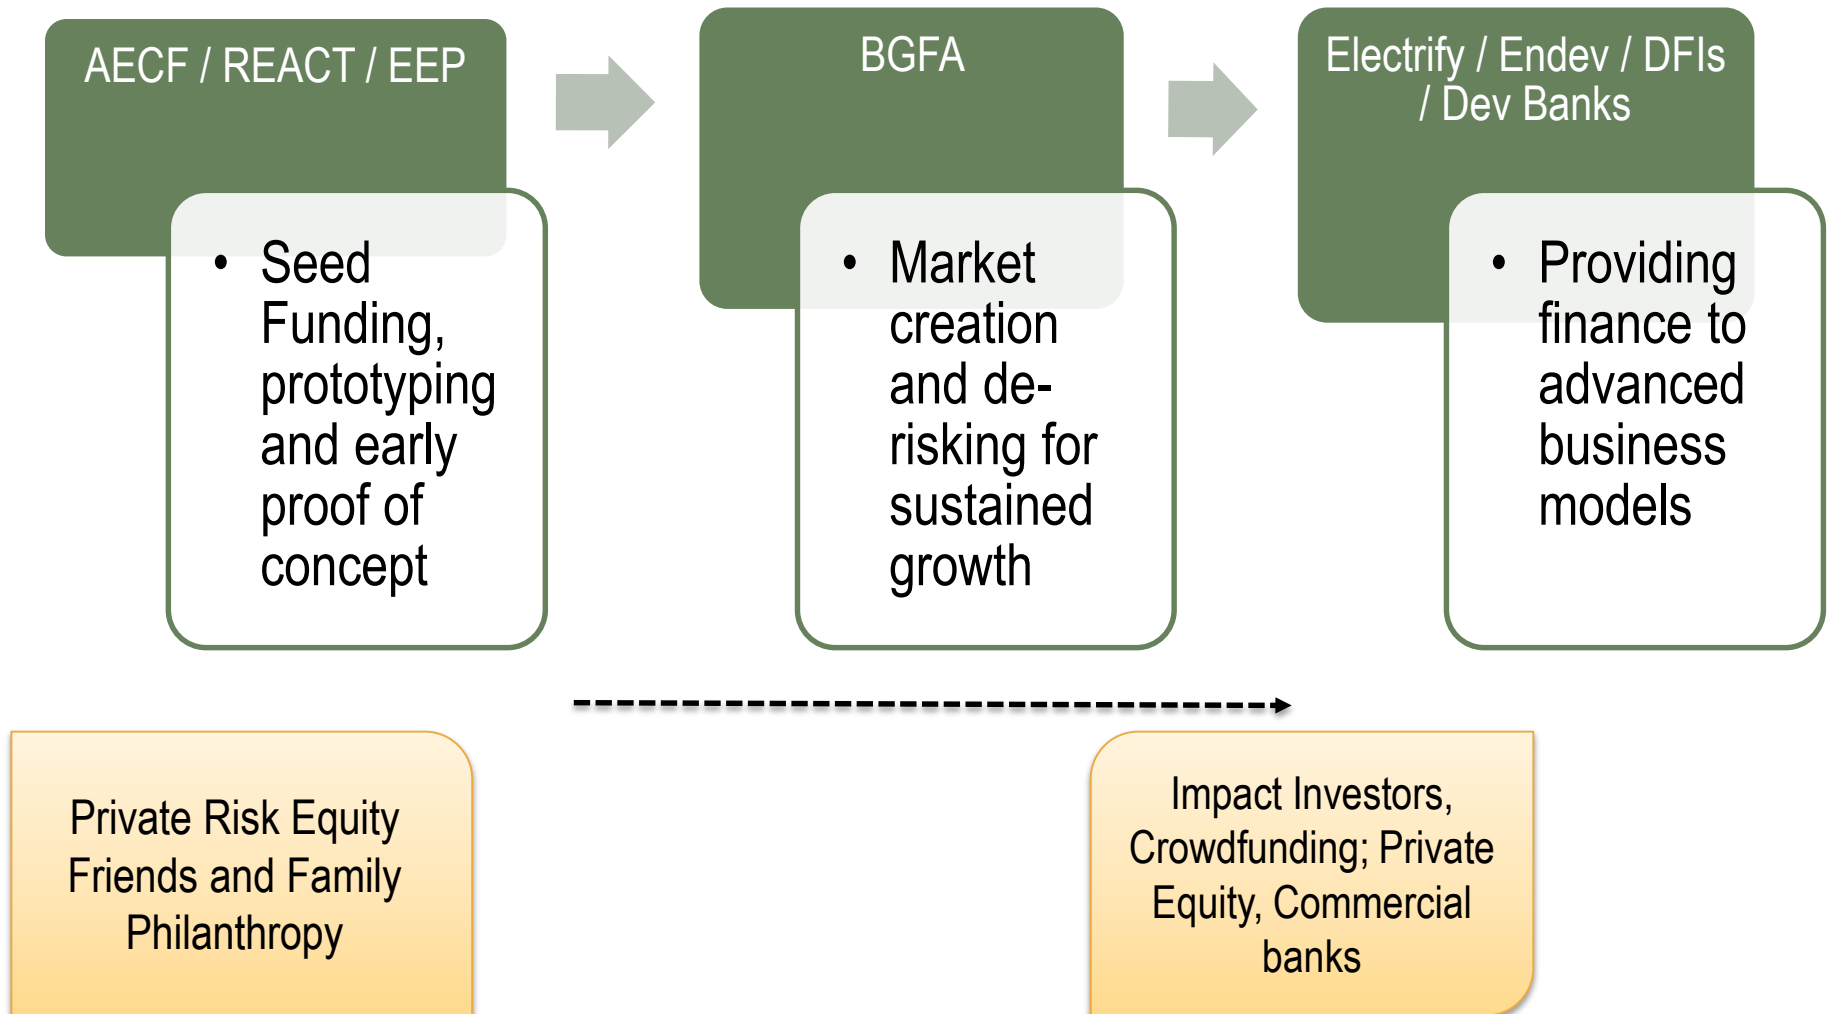 AECF / REACT / EEP
• Seed
Funding,
prototyping
and early
proof of
concept
BGFA
• Market
creation
and de-
risking for
sustained
growth
Electrify / Endev / DFIs
/ Dev Banks
• Providing
finance to
advanced
business
models
Private Risk Equity
Friends and Family
Philanthropy
Impact Investors,
Crowdfunding; Private
Equity, Commercial
banks